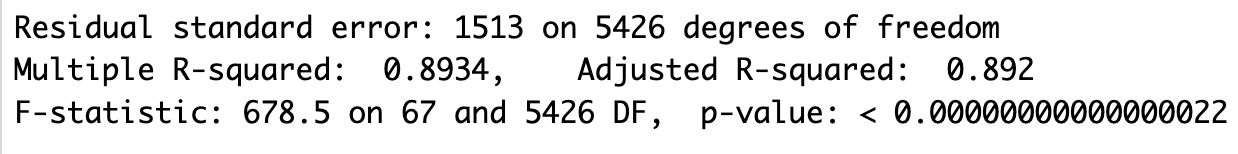 Residual standard error: 1513 on 5426 degrees of freedom
Multiple R-squared:  0.8934,    Adjusted R-squared:  0.892
F-statistic: 678.5 on 67 and 5426 DF,  p-value: < 0.00000000000000022